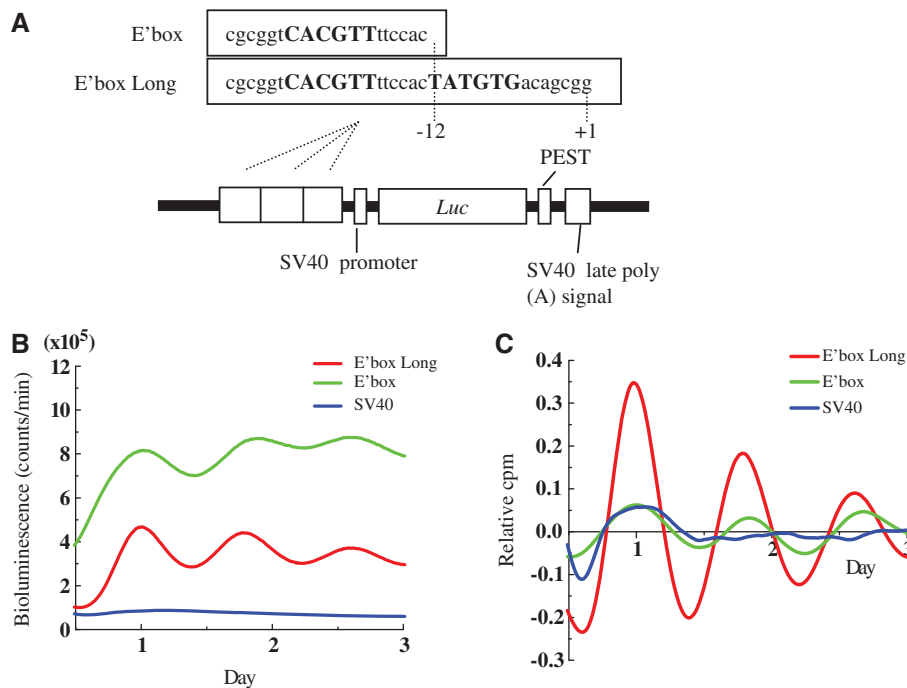 A
E'box
cgcggtCACGTTttccac
E'box Long
cgcggtCACGTTttccacTATGTGacagcgg
-12
+1
PEST
Luc
SV40 promoter
SV40 late poly
(A) signal
B
(x10⁵)
E'box Long
E'box
SV40
12
10
8
6
4
2
0
Bioluminescence (counts/min)
1
2
3
Day
C
E'box Long
E'box
SV40
0.4
0.3
0.2
0.1
0.0
-0.1
-0.2
-0.3
Relative cpm
1
2
3
Day